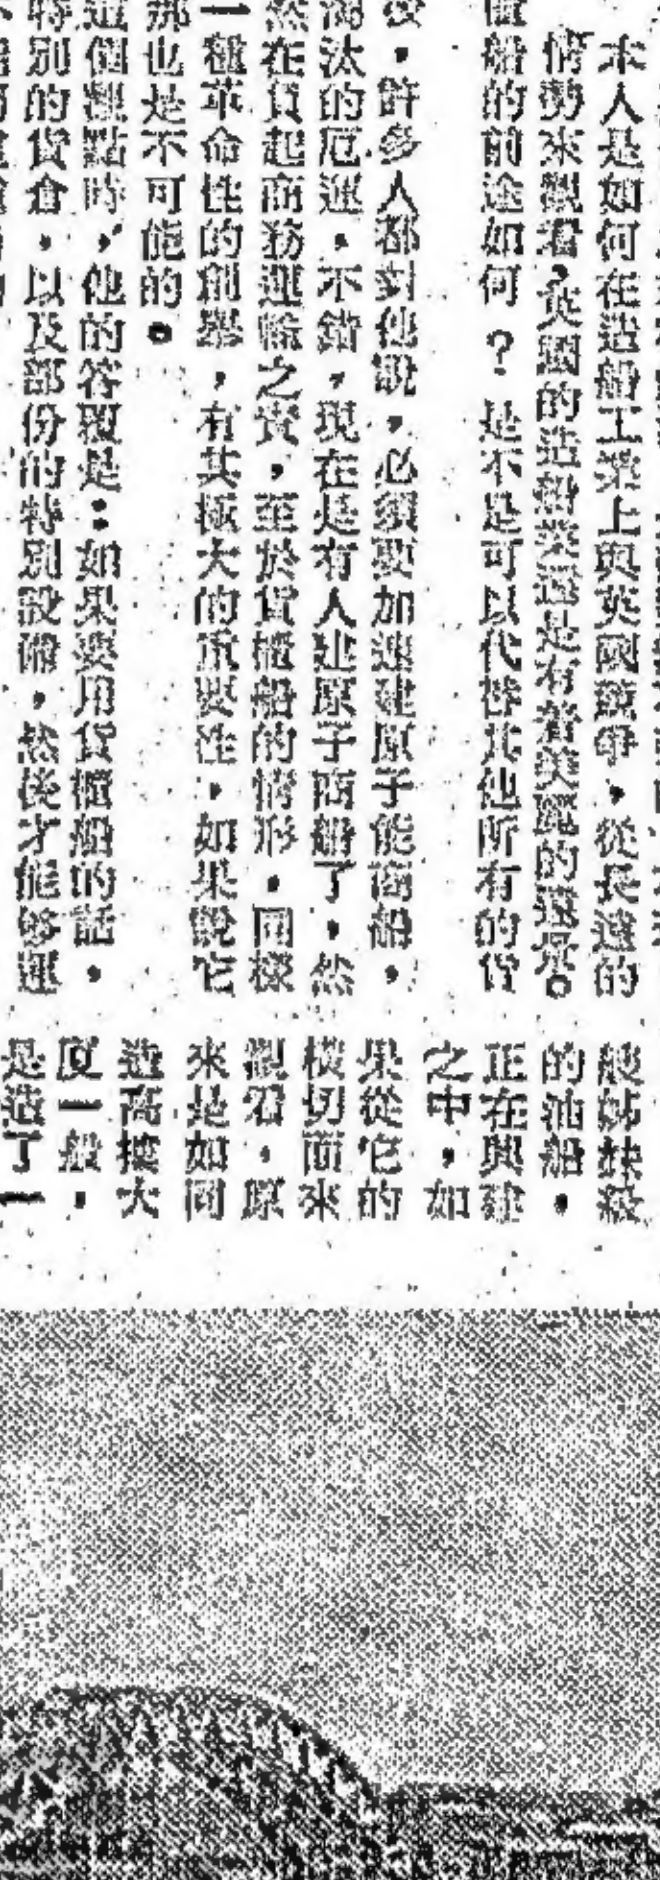 本人是如何在造船工業上與英國競爭，從長遠的
情勢來觀看，英國的造船業還是有着美麗的遠景。
櫃船的前途如何？是不是可以代替其他所有的貨
後，許多人都對他說，必須要加速建原子能商船，
淘汰的厄運，不錯，現在是有人建原子商船了，然
然在負起商務運輸之責，至於貨櫃船的情形，同樣
一種革命性的創舉，有其極大的重要性，如果說它
那也是不可能的。
這個難點時，他的答覆是：如果要用貨櫃船的話，
特別的貨倉，以及部份的特別設備，然後才能够運
艘姊妹級
的油船，
正在興建
之中，如
果從它的
橫切面來
觀看，原
來是如同
造高樓大
廈一般，
是造了一